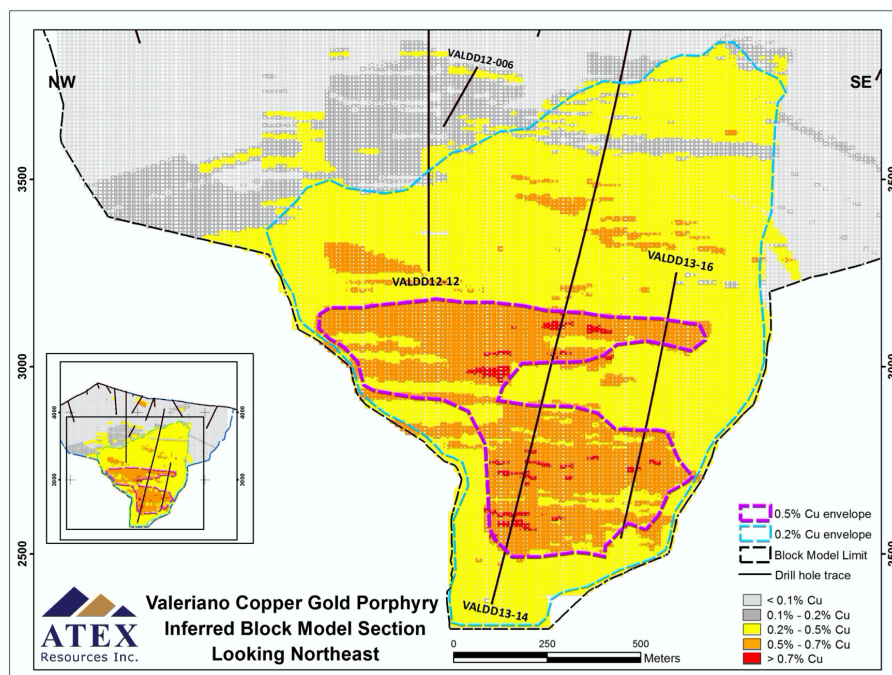 NW
SE
VALDD12-006
3500
3500
VALDD13-16
VALDD12-12
3000
3000
4000
4000
3000
3000
2500
2500
VALDD13-14
0.5% Cu envelope
0.2% Cu envelope
Block Model Limit
Drill hole trace
< 0.1% Cu
0.1% - 0.2% Cu
0.2% - 0.5% Cu
0.5% - 0.7% Cu
> 0.7% Cu
ATEX
Resources Inc.
Valeriano Copper Gold Porphyry
Inferred Block Model Section
Looking Northeast
0 250 500
Meters